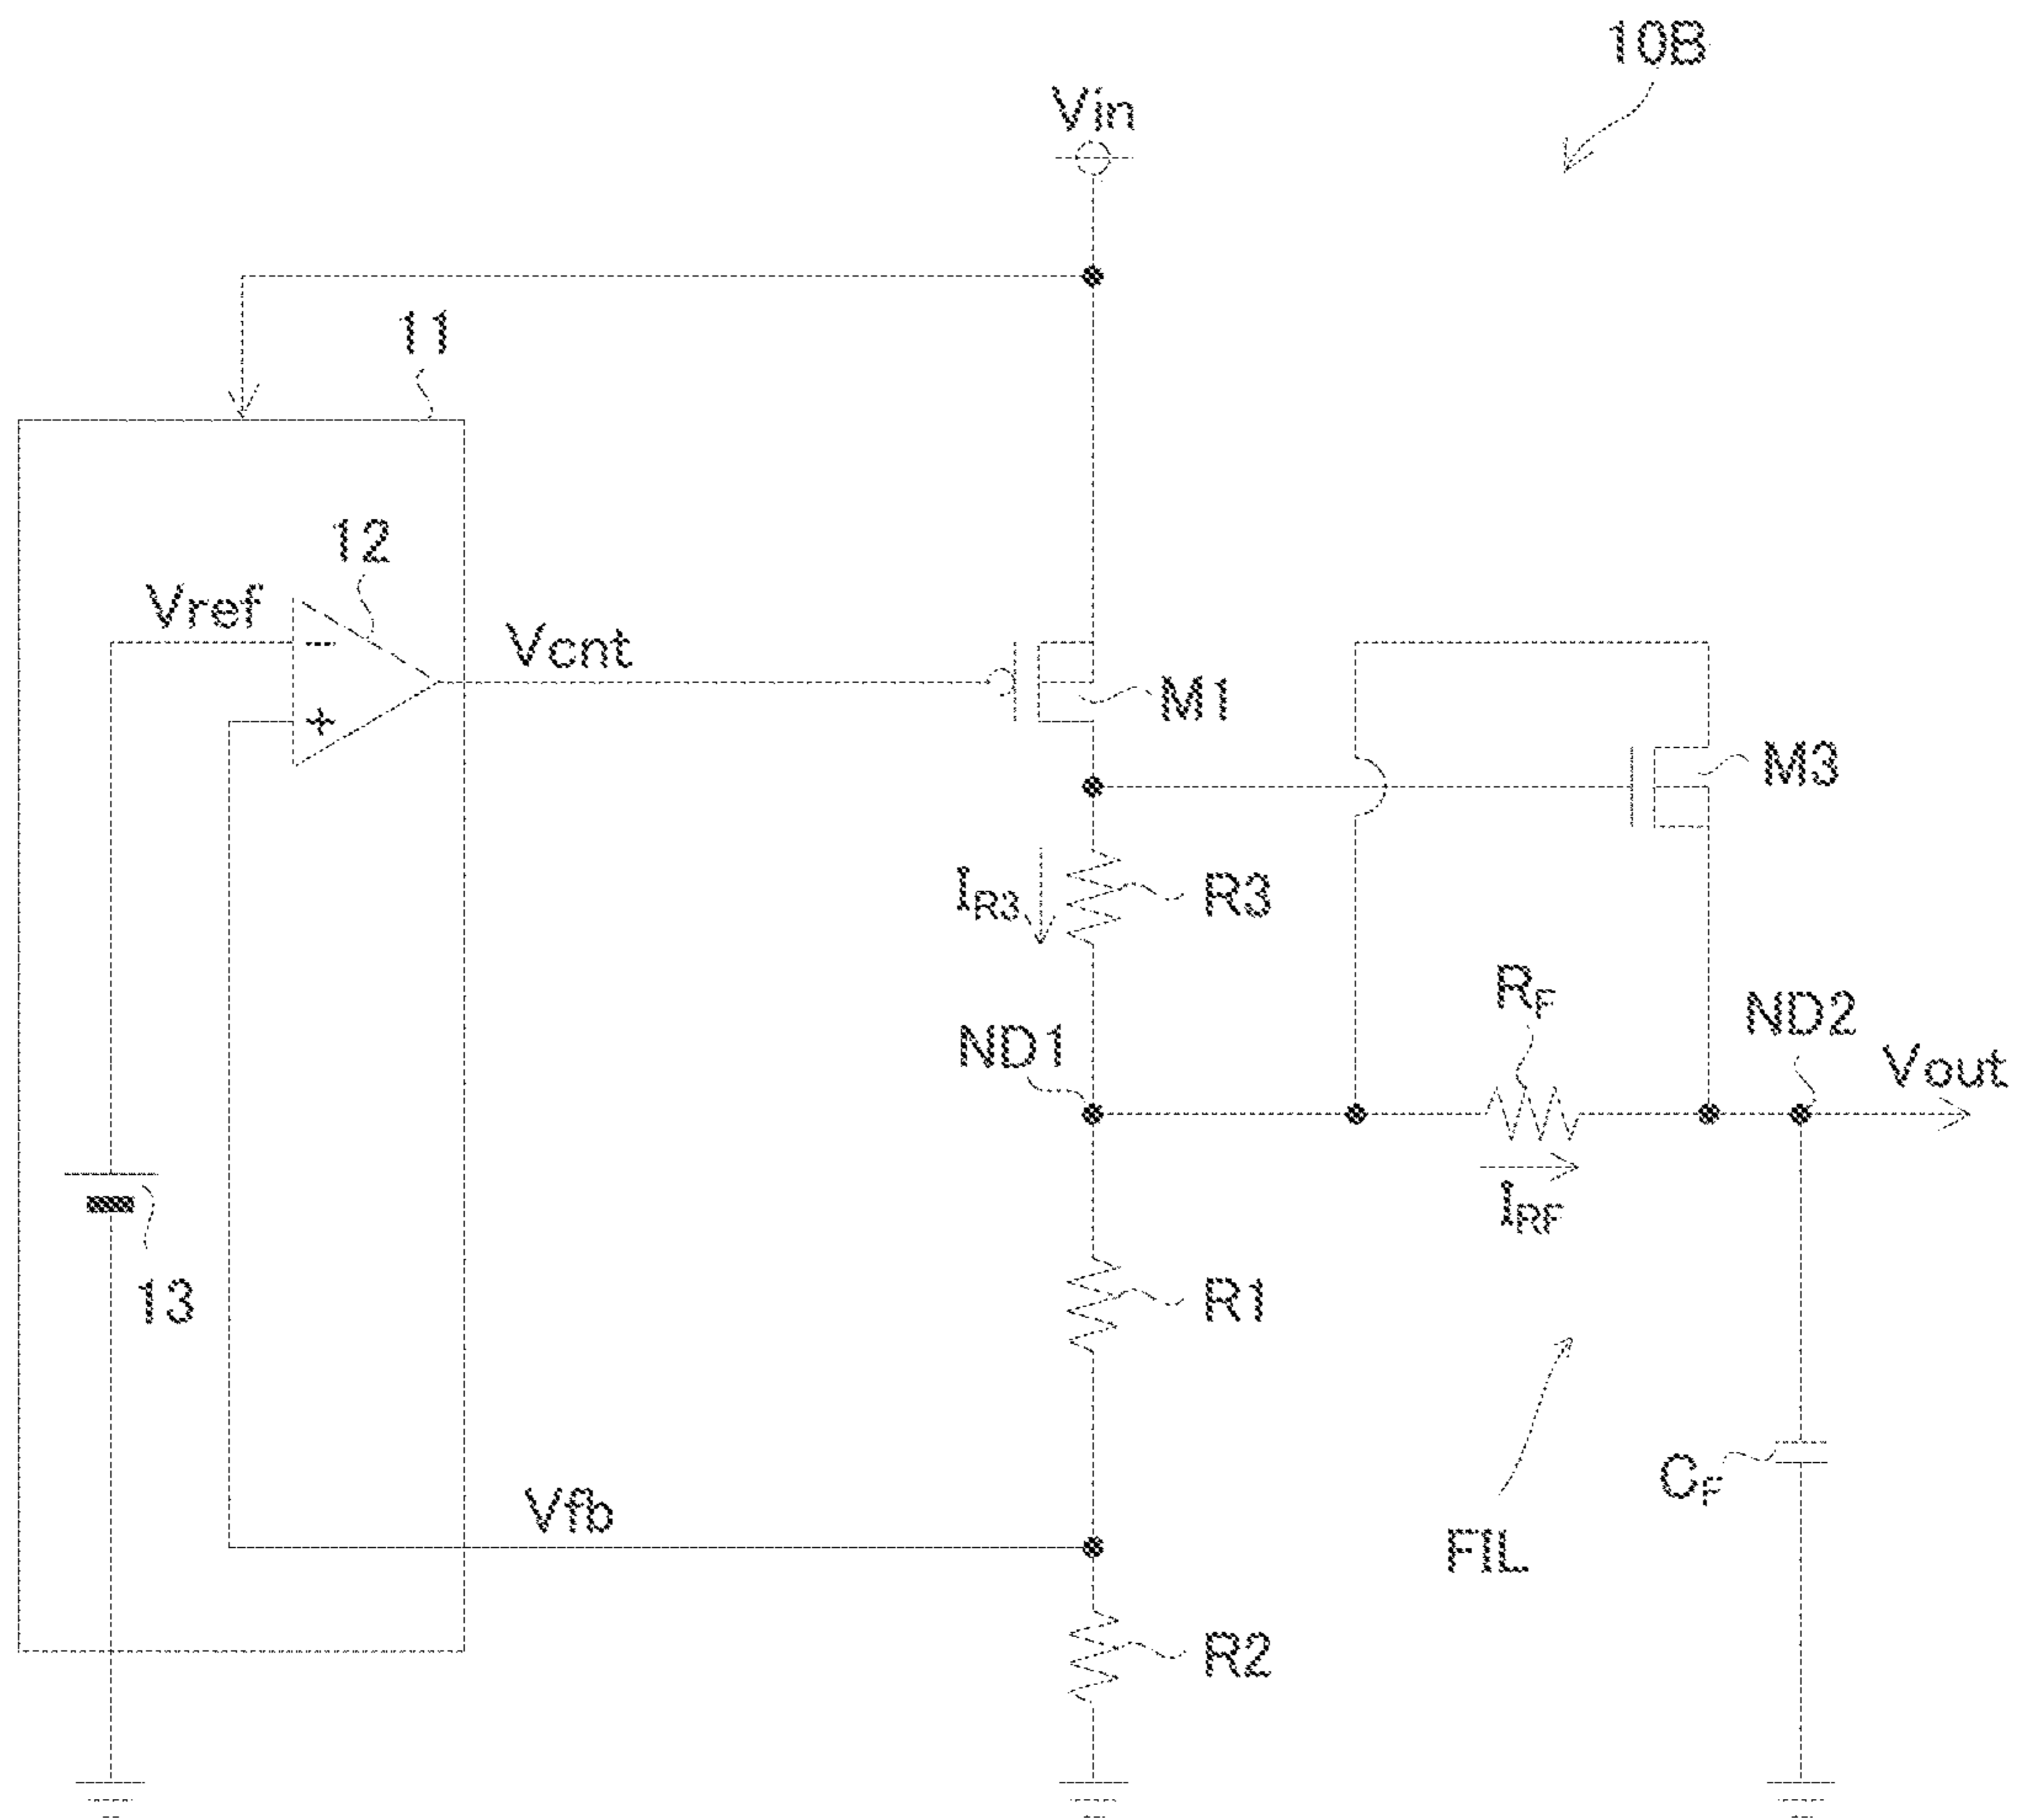 10B
Vin
11
12
Vref
-
+
Vcnt
M1
M3
IR3
R3
RF
ND1
ND2
Vout
IRF
13
R1
CF
Vfb
FIL
R2